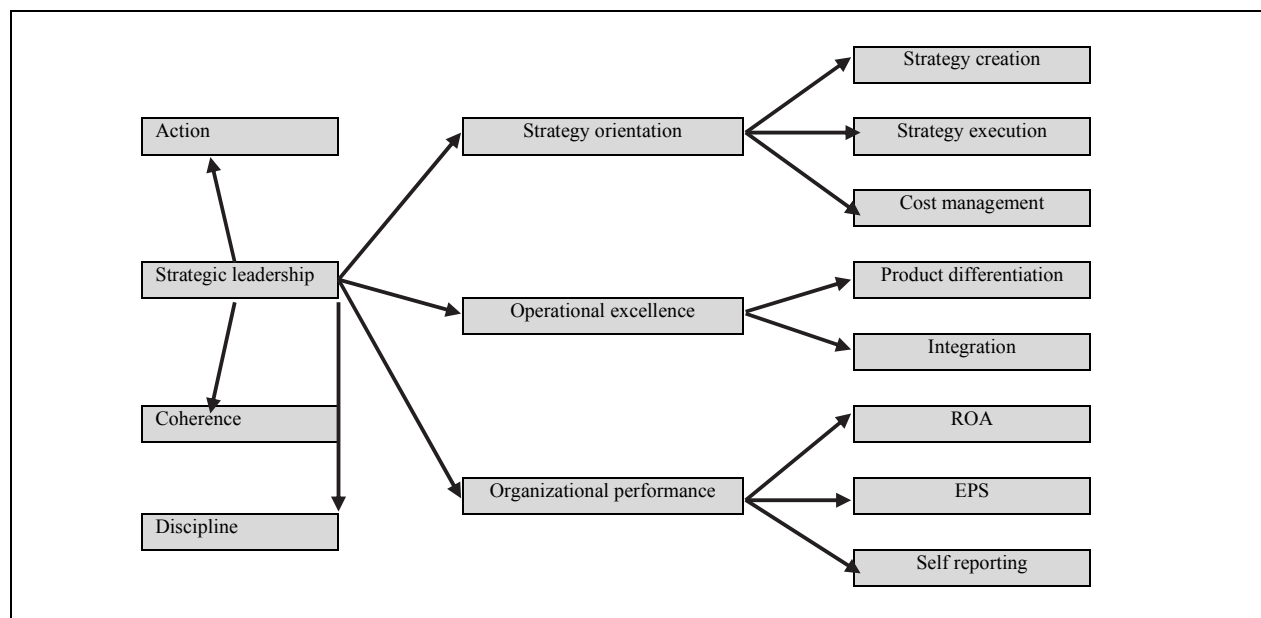 Strategy creation
Action
Strategy orientation
Strategy execution
Cost management
Strategic leadership
Product differentiation
Operational excellence
Integration
Coherence
ROA
Organizational performance
EPS
Discipline
Self reporting